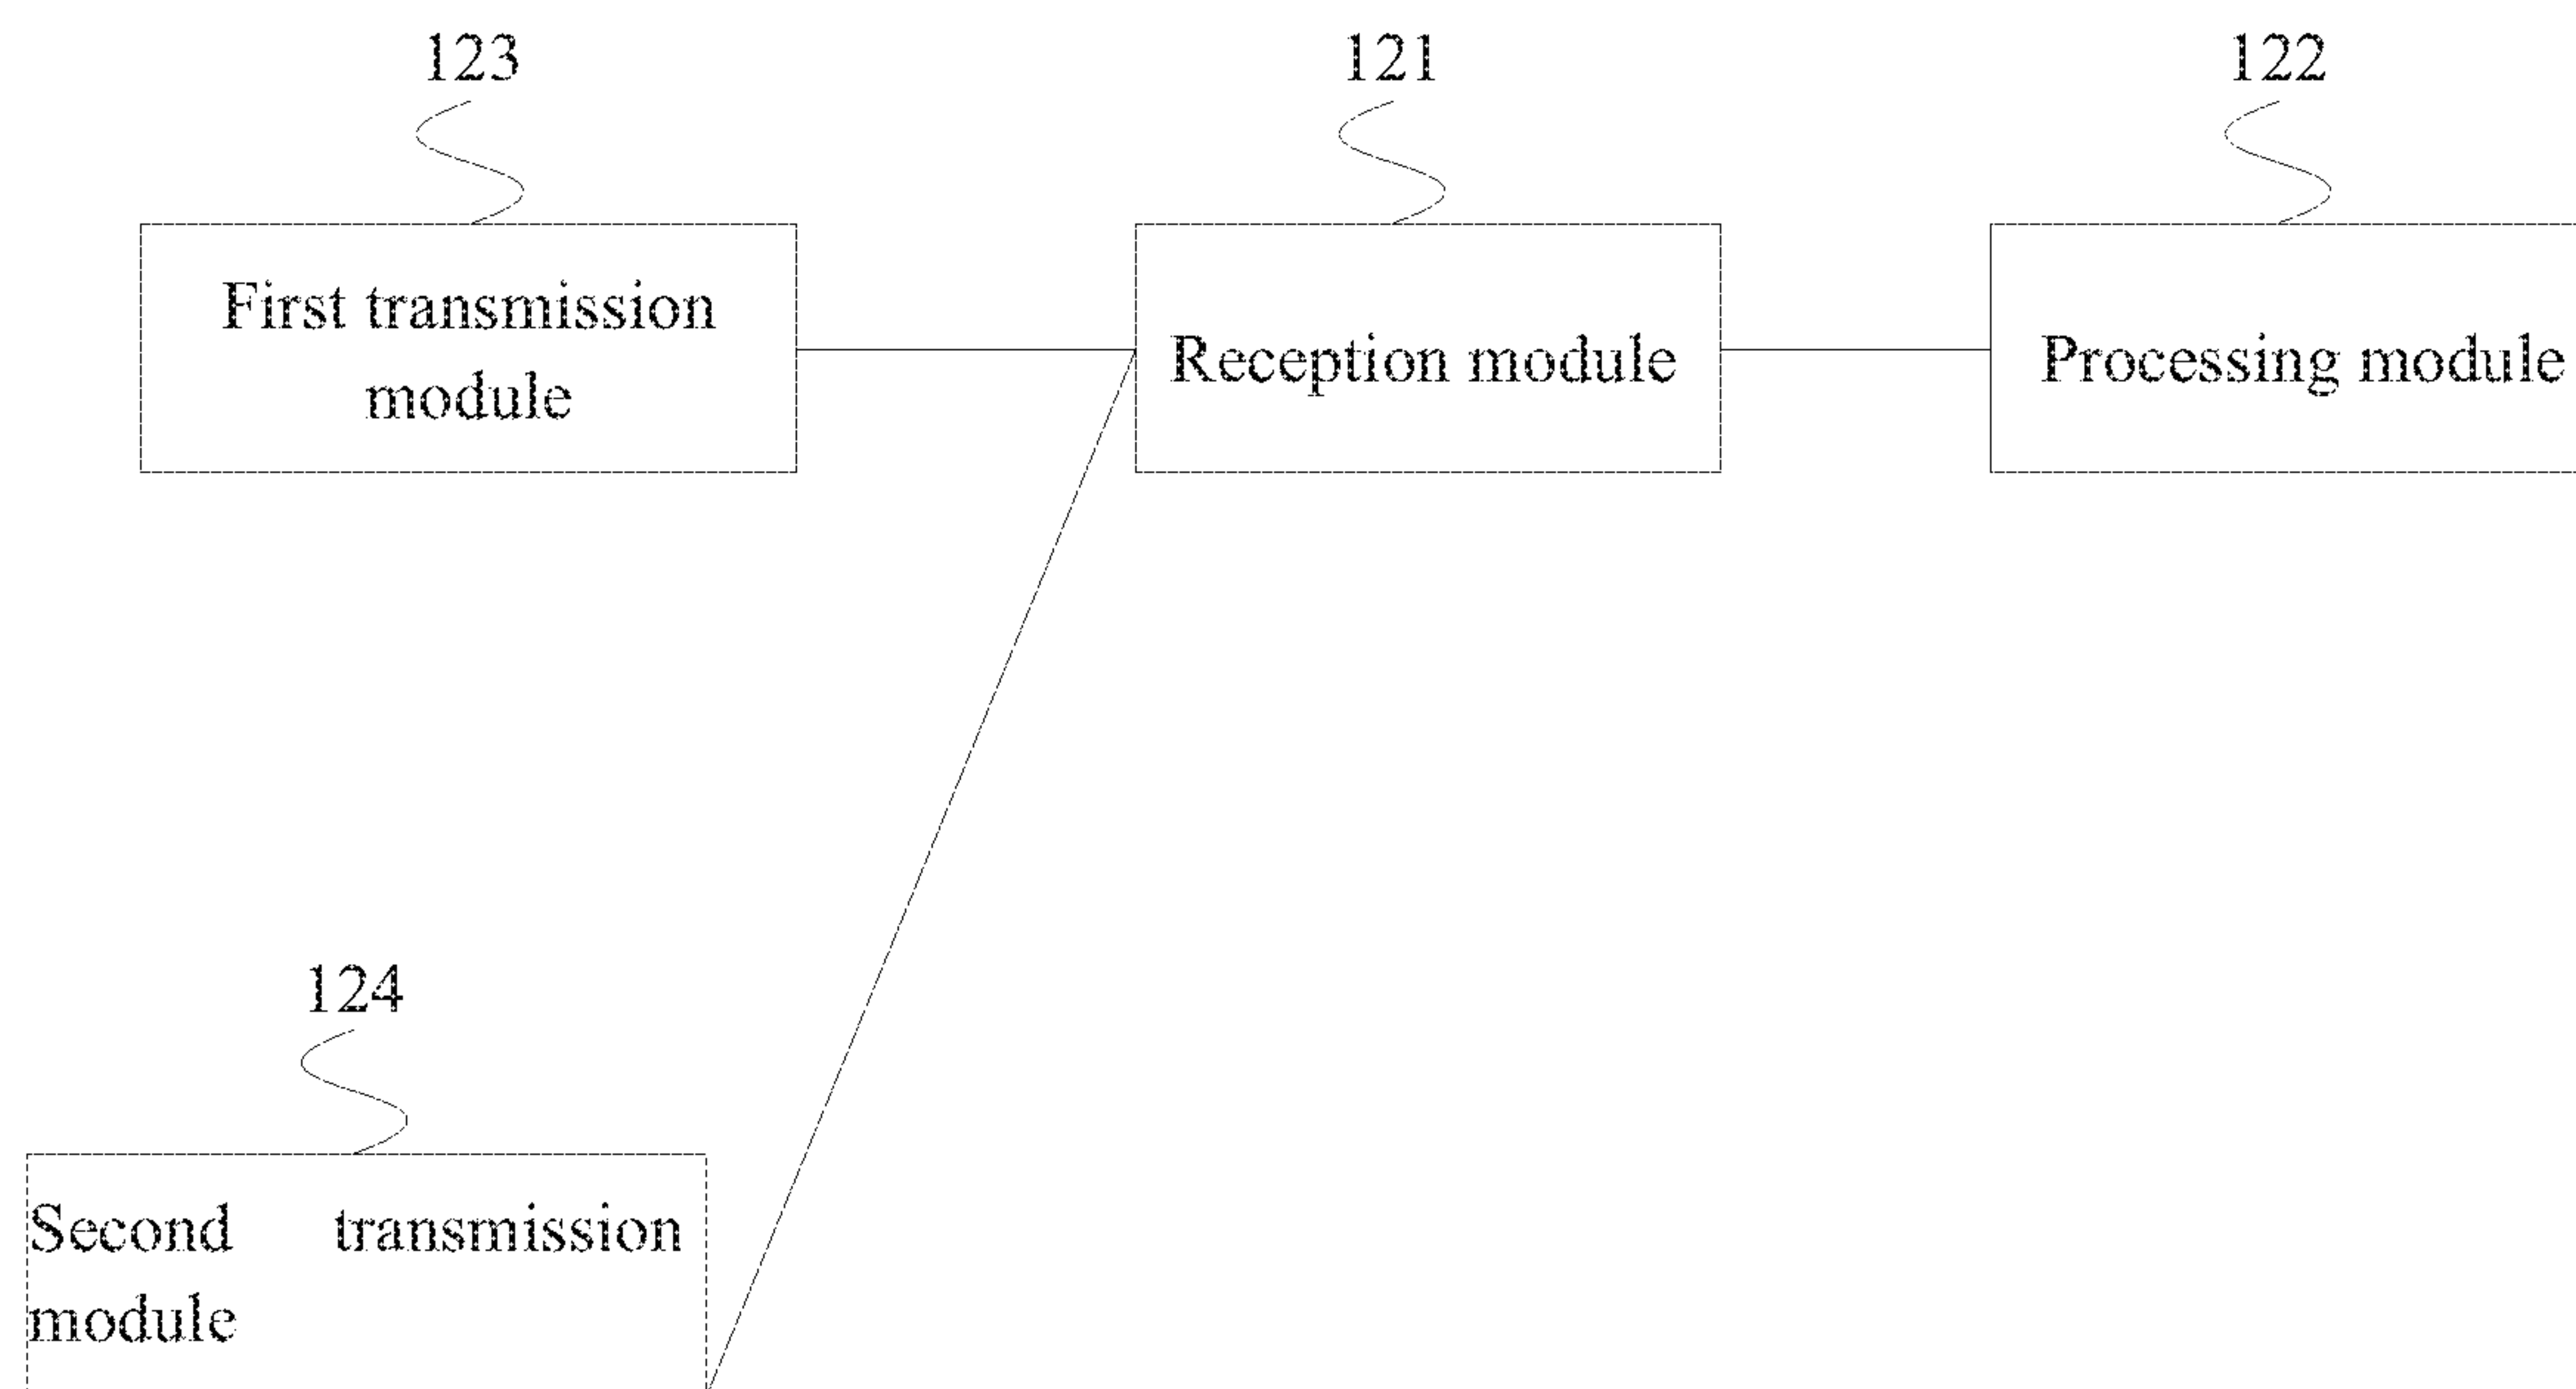 123
121
122
First transmission
module
Reception module
Processing module
124
Second transmission
module